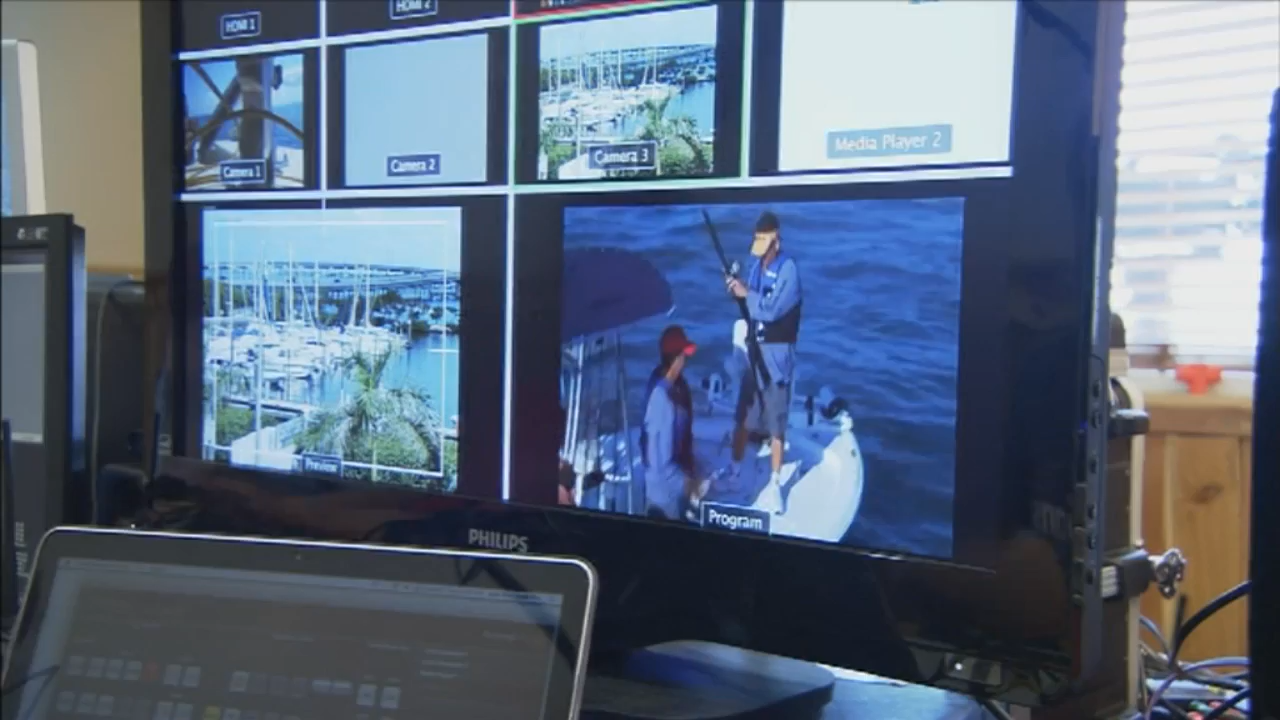 HDMI 1
HDMI 2
Camera 1
Camera 2
Camera 3
Media Player 2
Preview
Program
PHILIPS